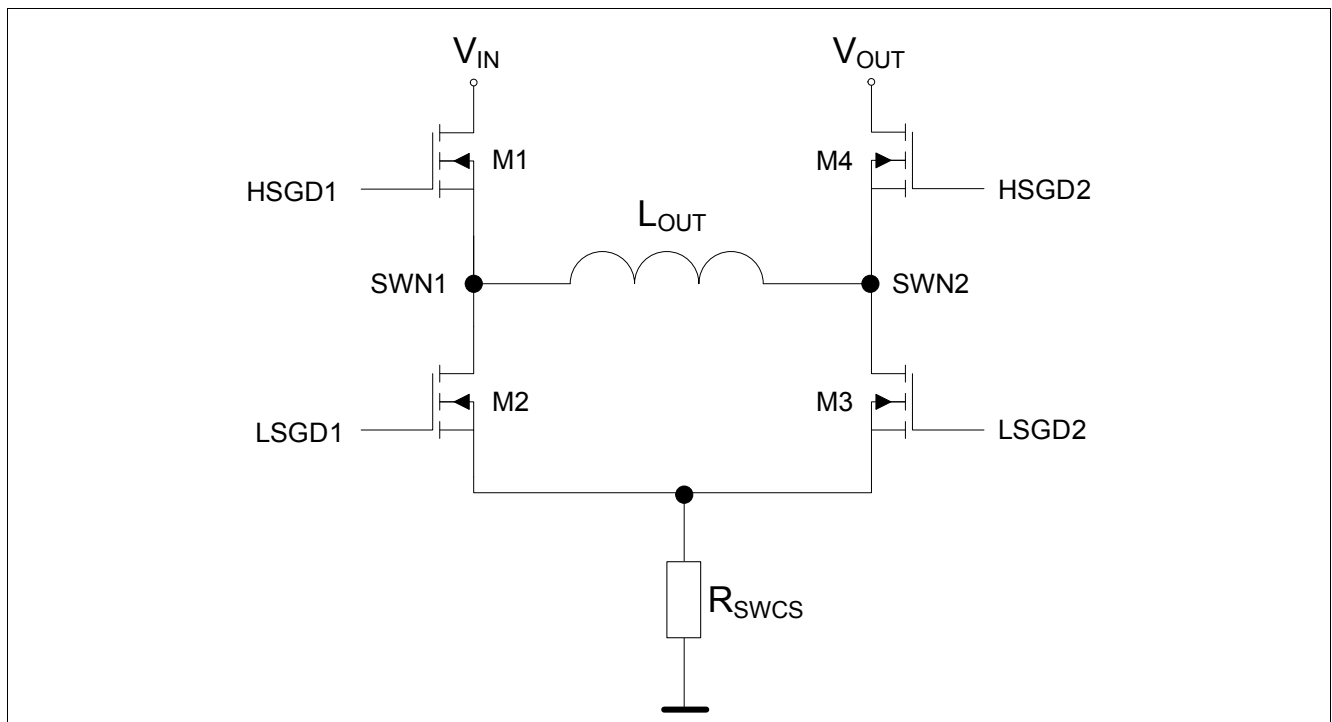 VIN
VOUT
M1
M4
HSGD1
HSGD2
LOUT
SWN1
SWN2
M2
M3
LSGD1
LSGD2
RSWCS